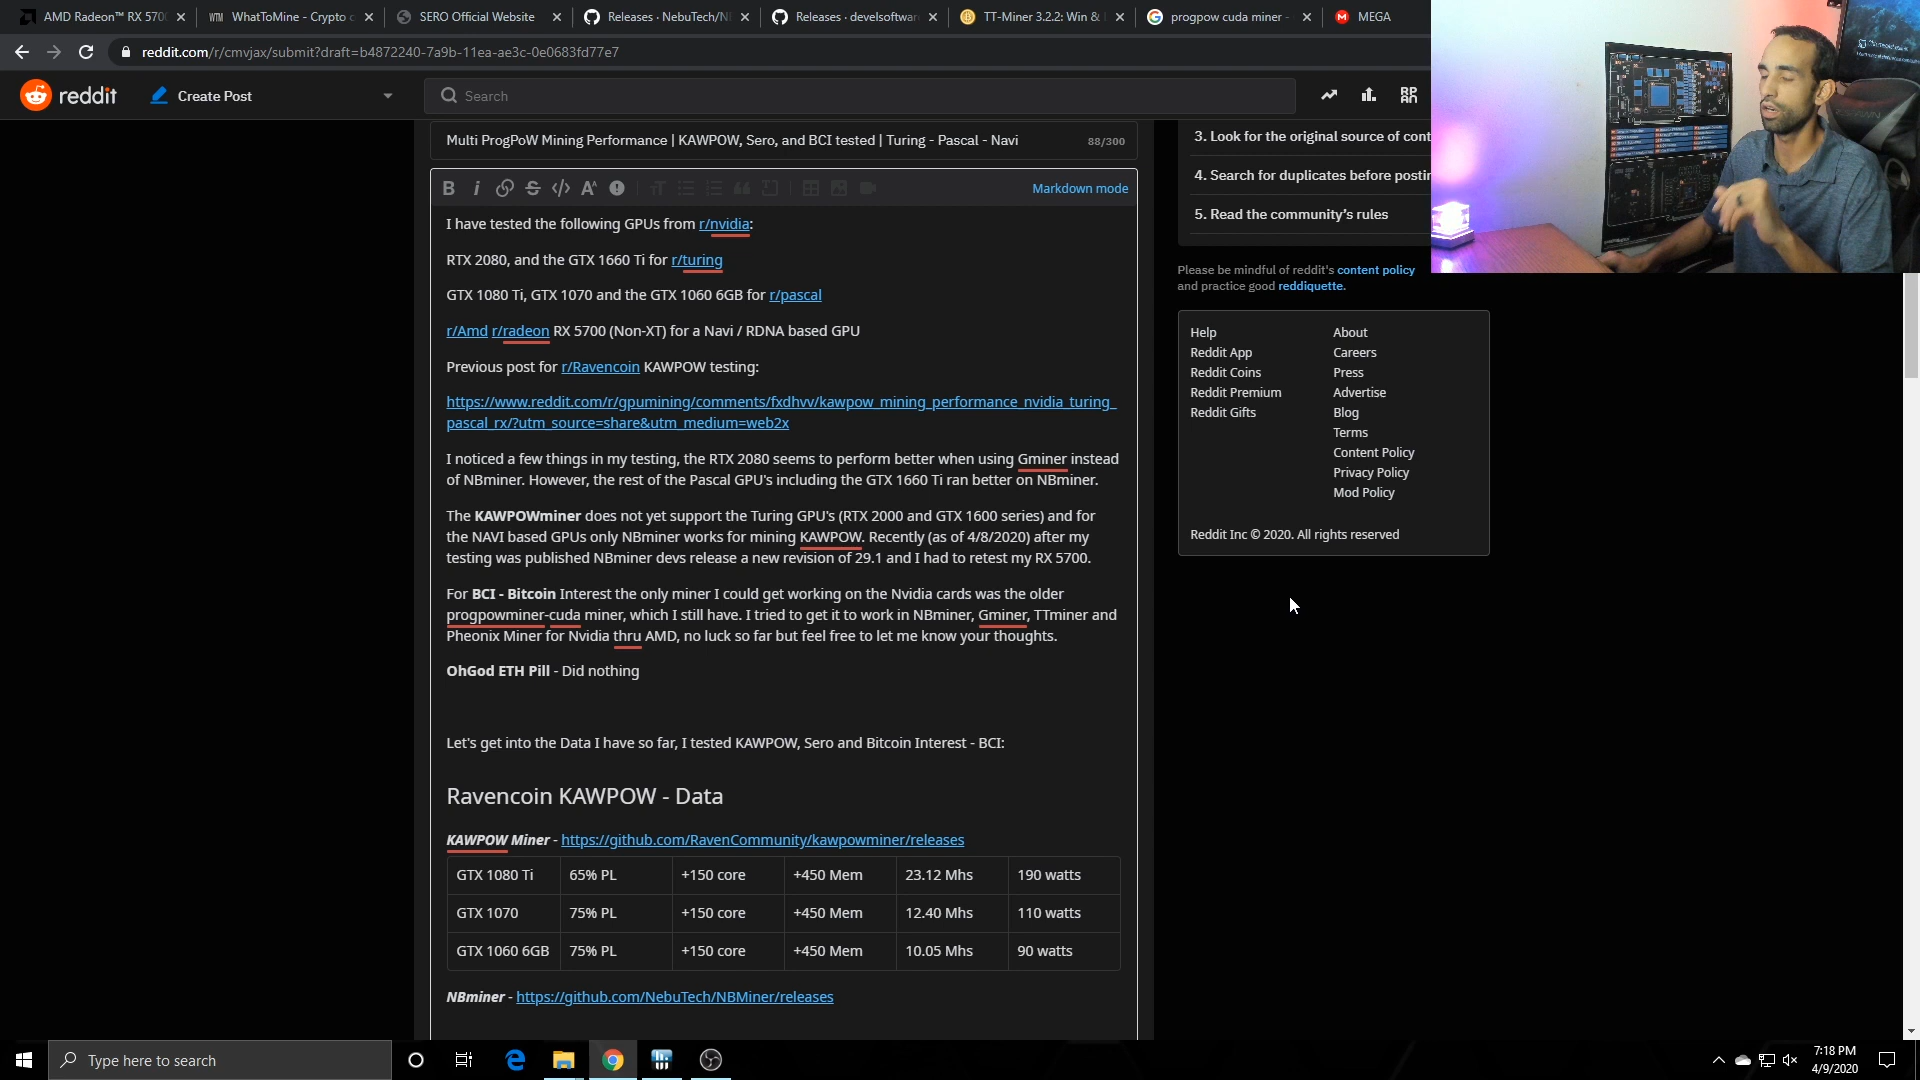 AMD Radeon™ RX 570
WhatToMine - Crypto c
SERO Official Website
Releases · NebuTech/N
Releases · develsoftwar
TT-Miner 3.2.2: Win &
progpow cuda miner -
MEGA
reddit.com/r/cmvjax/submit?draft=b4872240-7a9b-11ea-ae3c-0e0683fd77e7
reddit
Create Post
Search
Multi ProgPoW Mining Performance | KAWPOW, Sero, and BCI tested | Turing - Pascal - Navi
88/300
Markdown mode
I have tested the following GPUs from r/nvidia:
RTX 2080, and the GTX 1660 Ti for r/turing
GTX 1080 Ti, GTX 1070 and the GTX 1060 6GB for r/pascal
r/Amd r/radeon RX 5700 (Non-XT) for a Navi / RDNA based GPU
Previous post for r/Ravencoin KAWPOW testing:
https://www.reddit.com/r/gpumining/comments/fxdhvv/kawpow_mining_performance_nvidia_turing_
pascal_rx/?utm_source=share&utm_medium=web2x
I noticed a few things in my testing, the RTX 2080 seems to perform better when using Gminer instead
of NBminer. However, the rest of the Pascal GPU's including the GTX 1660 Ti ran better on NBminer.
The KAWPOWminer does not yet support the Turing GPU's (RTX 2000 and GTX 1600 series) and for
the NAVI based GPUs only NBminer works for mining KAWPOW. Recently (as of 4/8/2020) after my
testing was published NBminer devs release a new revision of 29.1 and I had to retest my RX 5700.
For BCI - Bitcoin Interest the only miner I could get working on the Nvidia cards was the older
progpowminer-cuda miner, which I still have. I tried to get it to work in NBminer, Gminer, TTminer and
Pheonix Miner for Nvidia thru AMD, no luck so far but feel free to let me know your thoughts.
OhGod ETH Pill - Did nothing
Let's get into the Data I have so far, I tested KAWPOW, Sero and Bitcoin Interest - BCI:
Ravencoin KAWPOW - Data
KAWPOW Miner - https://github.com/RavenCommunity/kawpowminer/releases
GTX 1080 Ti 65% PL +150 core +450 Mem 23.12 Mhs 190 watts
GTX 1070 75% PL +150 core +450 Mem 12.40 Mhs 110 watts
GTX 1060 6GB 75% PL +150 core +450 Mem 10.05 Mhs 90 watts
NBminer - https://github.com/NebuTech/NBMiner/releases
3. Look for the original source of cont
4. Search for duplicates before postin
5. Read the community's rules
Please be mindful of reddit's content policy
and practice good reddiquette.
Help About
Reddit App Careers
Reddit Coins Press
Reddit Premium Advertise
Reddit Gifts Blog
Terms
Content Policy
Privacy Policy
Mod Policy
Reddit Inc © 2020. All rights reserved
Type here to search
7:18 PM
4/9/2020